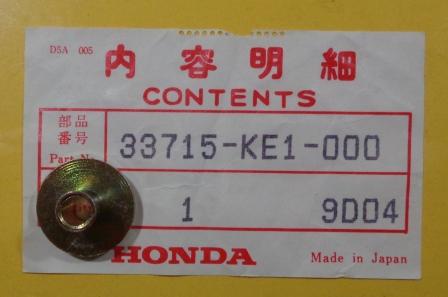 D5A 005
内容明細
CONTENTS
部品
番号
Part
33715-KE1-000
1 9D04
HONDA Made in Japan